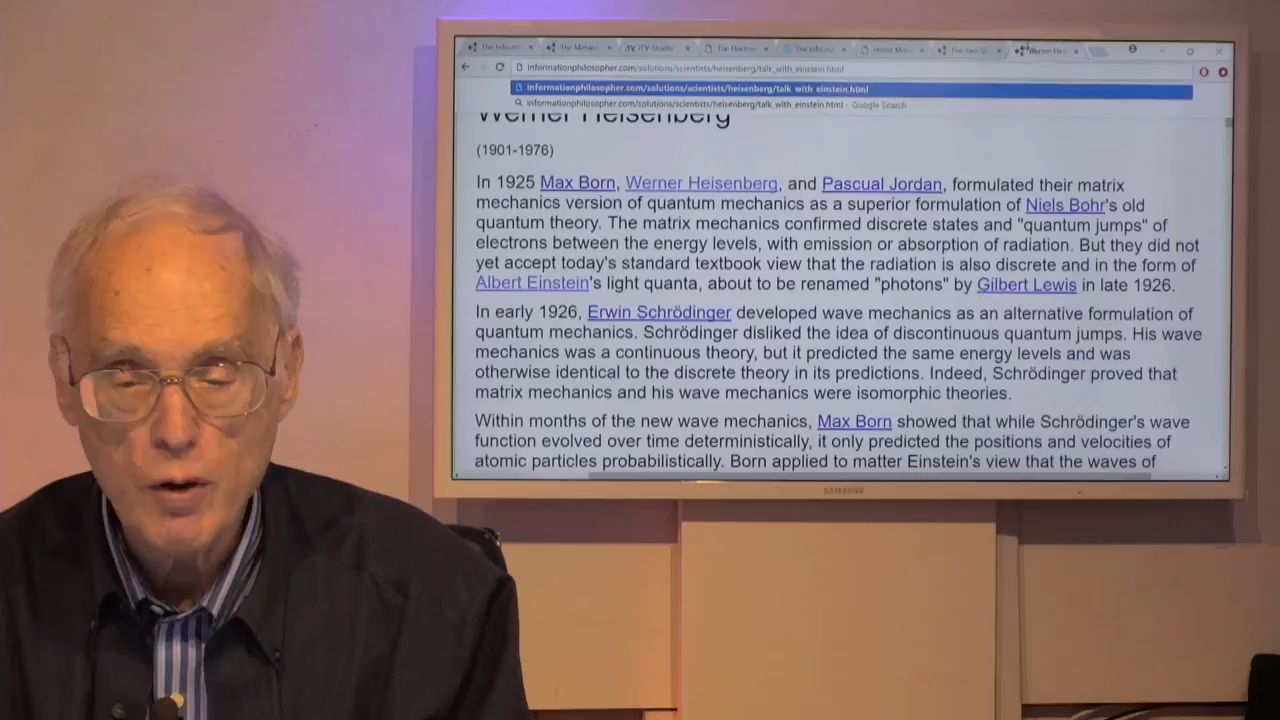 The Metap
iTV-Studio
Home Mov
Werner Hei
informationphilosopher.com/solutions/scientists/heisenberg/talk_with_einstein.html
informationphilosopher.com/solutions/scientists/heisenberg/talk_with_einstein.html
informationphilosopher.com/solutions/scientists/heisenberg/talk_with_einstein.html - Google Search
Werner Heisenberg
(1901-1976)
In 1925 Max Born, Werner Heisenberg, and Pascual Jordan, formulated their matrix
mechanics version of quantum mechanics as a superior formulation of Niels Bohr's old
quantum theory. The matrix mechanics confirmed discrete states and "quantum jumps" of
electrons between the energy levels, with emission or absorption of radiation. But they did not
yet accept today's standard textbook view that the radiation is also discrete and in the form of
Albert Einstein's light quanta, about to be renamed "photons" by Gilbert Lewis in late 1926.
In early 1926, Erwin Schrödinger developed wave mechanics as an alternative formulation of
quantum mechanics. Schrödinger disliked the idea of discontinuous quantum jumps. His wave
mechanics was a continuous theory, but it predicted the same energy levels and was
otherwise identical to the discrete theory in its predictions. Indeed, Schrödinger proved that
matrix mechanics and his wave mechanics were isomorphic theories.
Within months of the new wave mechanics, Max Born showed that while Schrödinger's wave
function evolved over time deterministically, it only predicted the positions and velocities of
atomic particles probabilistically. Born applied to matter Einstein's view that the waves of
SAMSUNG